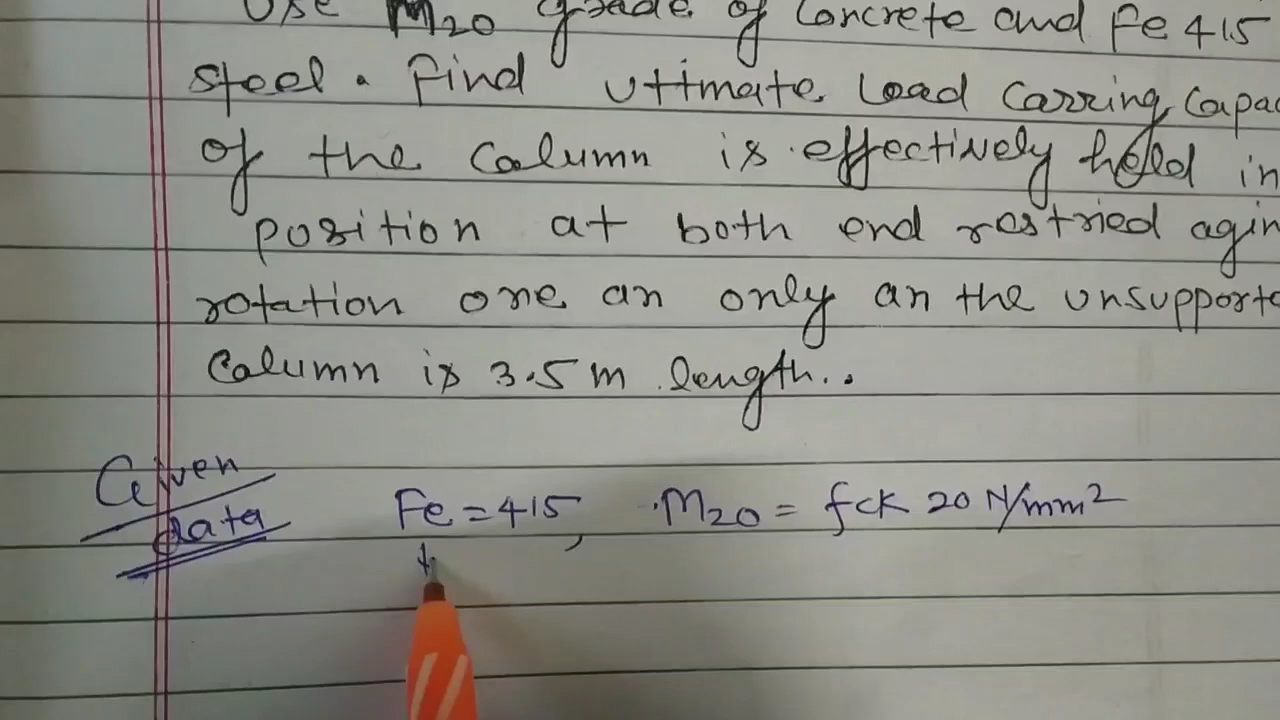 Use M20 grade of Concrete and Fe 415
steel. Find uttmate Load Carring Capac
of the Column is effectively held in
position at both end restried agin
rotation one an only an the unsupporte
Column is 3.5 m length..
Given
data
Fe = 415, M20 = fck 20 N/mm²